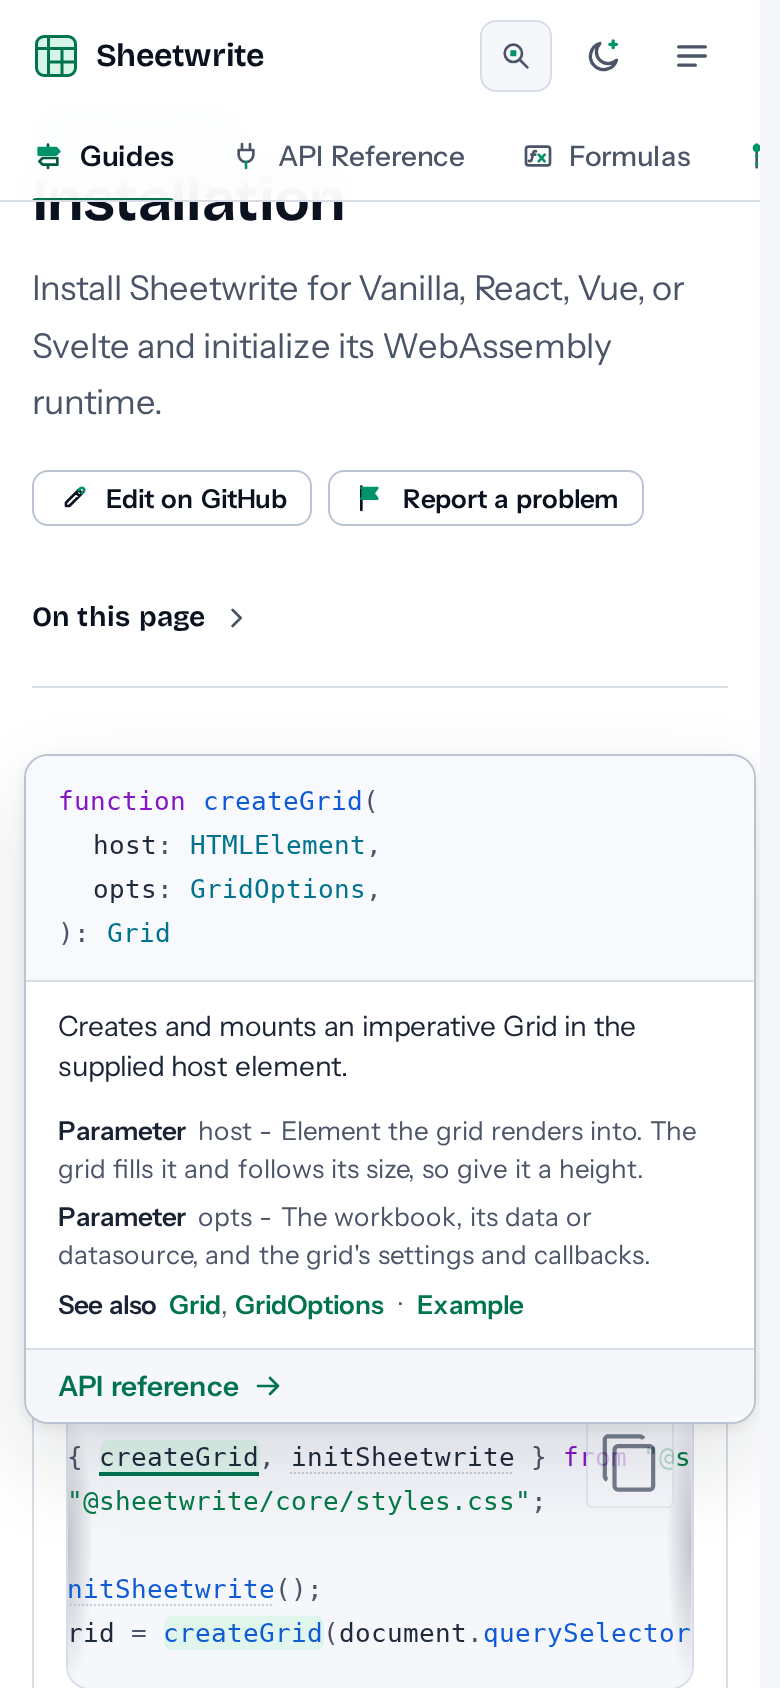 Sheetwrite
Guides
API Reference
Formulas
Installation
Install Sheetwrite for Vanilla, React, Vue, or
Svelte and initialize its WebAssembly
runtime.
Edit on GitHub
Report a problem
On this page
function createGrid(
host: HTMLElement,
opts: GridOptions,
): Grid
Creates and mounts an imperative Grid in the
supplied host element.
Parameter host - Element the grid renders into. The
grid fills it and follows its size, so give it a height.
Parameter opts - The workbook, its data or
datasource, and the grid's settings and callbacks.
See also Grid, GridOptions · Example
API reference →
{ createGrid, initSheetwrite } from "@s
"@sheetwrite/core/styles.css";
nitSheetwrite();
rid = createGrid(document.querySelector